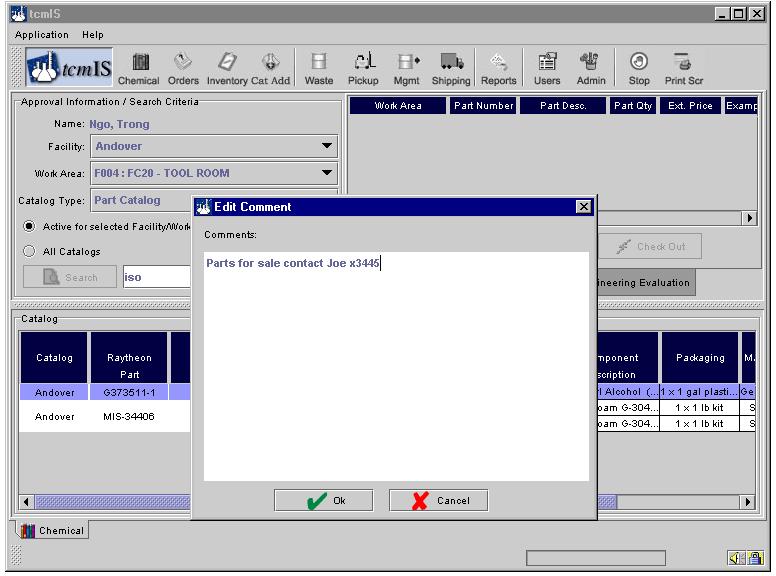 tcmIS
Application Help
tcmIS
Chemical Orders Inventory Cat Add Waste Pickup Mgmt Shipping Reports Users Admin Stop Print Scr
Approval Information / Search Criteria
Name: Ngo, Trong
Facility: Andover
Work Area: F004 : FC20 - TOOL ROOM
Catalog Type: Part Catalog
Active for selected Facility/Work
All Catalogs
Search iso
Work Area Part Number Part Desc. Part Qty Ext. Price Examp
Check Out
ineering Evaluation
Edit Comment
Comments:
Parts for sale contact Joe x3445
Ok Cancel
Catalog
Catalog Raytheon Part
mponent scription Packaging M
Andover G373511-1
l Alcohol (... 1 x 1 gal plasti... Ge
Andover MIS-34406
oam G-304... 1 x 1 lb kit S
oam G-304... 1 x 1 lb kit S
Chemical